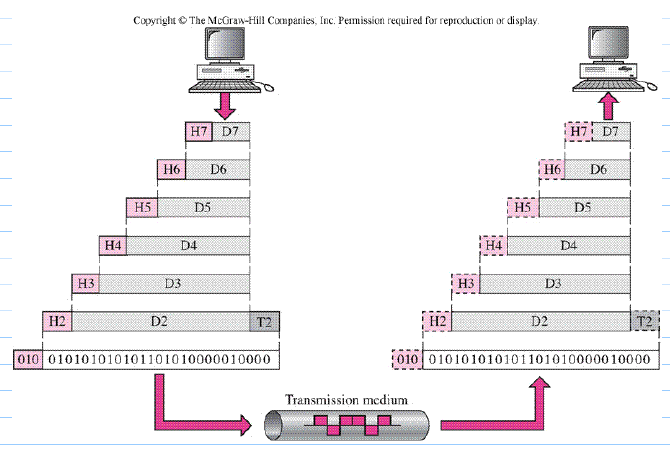 Copyright © The McGraw-Hill Companies, Inc. Permission required for reproduction or display.
H7 D7 H7 D7
H6 D6 H6 D6
H5 D5 H5 D5
H4 D4 H4 D4
H3 D3 H3 D3
H2 D2 T2 H2 D2 T2
010 010101010101101010000010000 010 010101010101101010000010000
Transmission medium